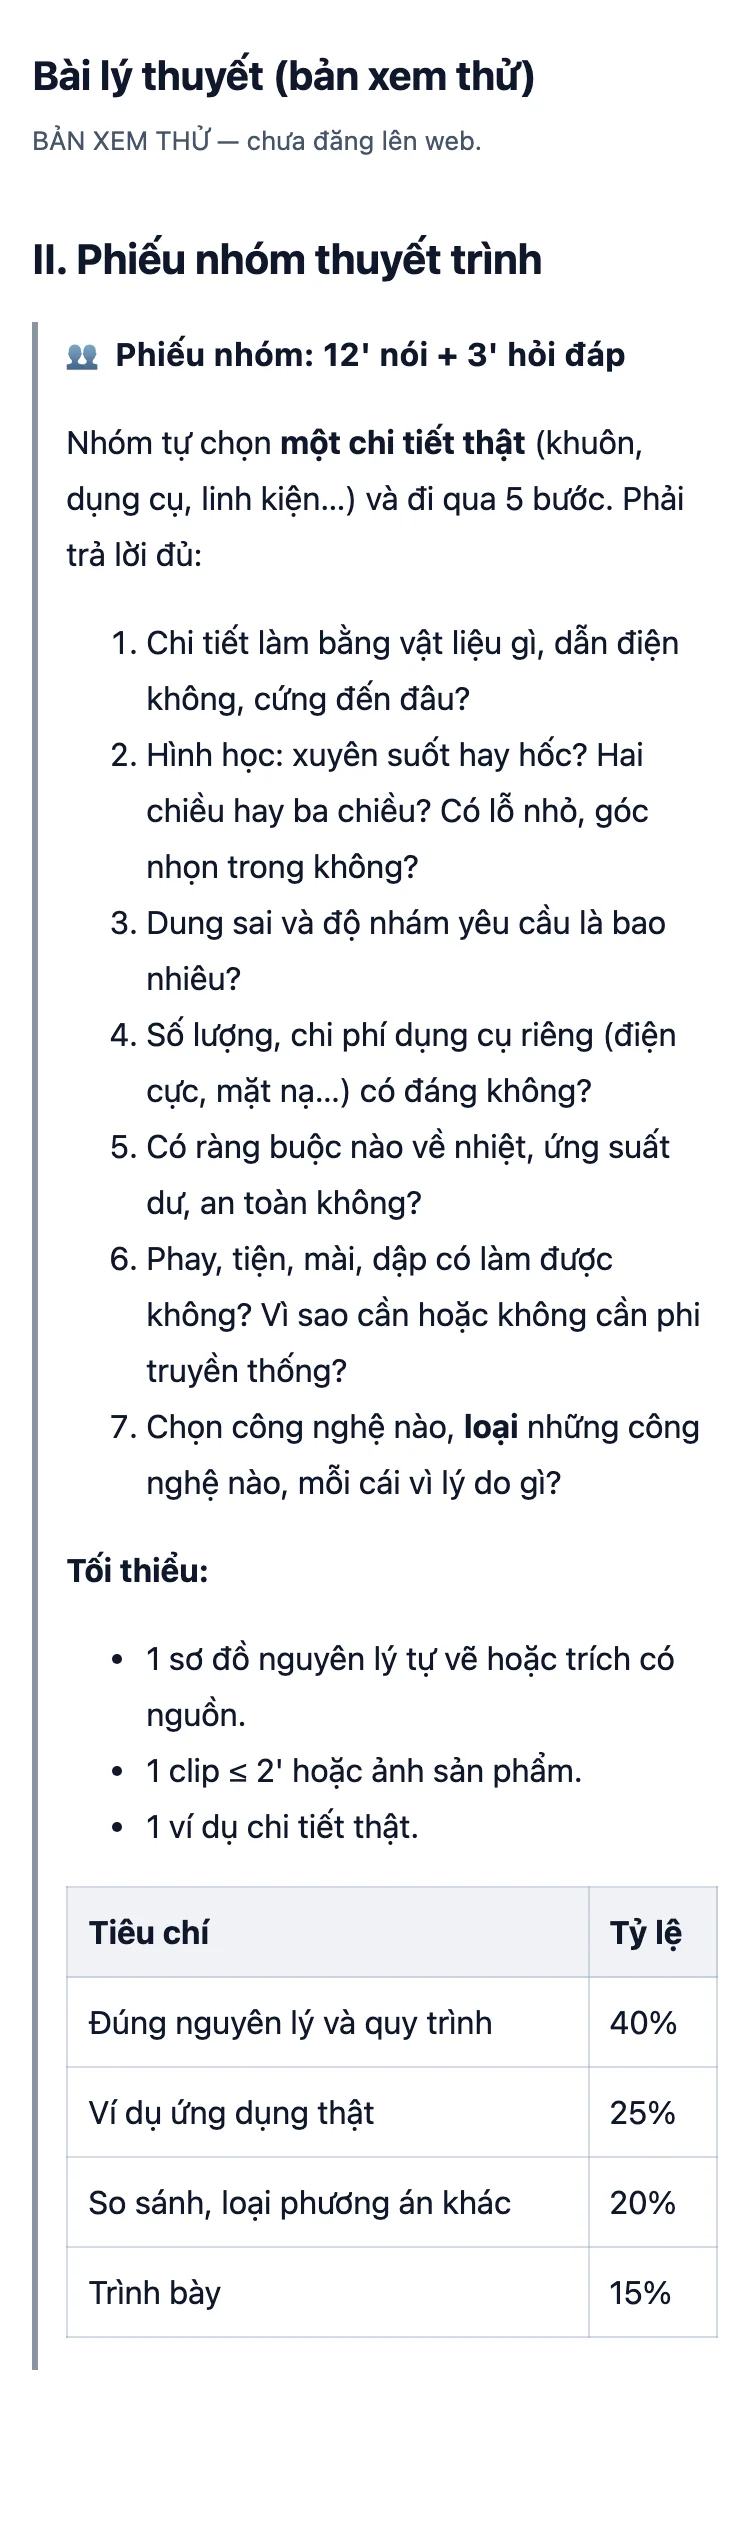 Bài lý thuyết (bản xem thử)
BẢN XEM THỬ — chưa đăng lên web.
II. Phiếu nhóm thuyết trình
👥 Phiếu nhóm: 12' nói + 3' hỏi đáp
Nhóm tự chọn một chi tiết thật (khuôn,
dụng cụ, linh kiện...) và đi qua 5 bước. Phải
trả lời đủ:
1. Chi tiết làm bằng vật liệu gì, dẫn điện
không, cứng đến đâu?
2. Hình học: xuyên suốt hay hốc? Hai
chiều hay ba chiều? Có lỗ nhỏ, góc
nhọn trong không?
3. Dung sai và độ nhám yêu cầu là bao
nhiêu?
4. Số lượng, chi phí dụng cụ riêng (điện
cực, mặt nạ...) có đáng không?
5. Có ràng buộc nào về nhiệt, ứng suất
dư, an toàn không?
6. Phay, tiện, mài, dập có làm được
không? Vì sao cần hoặc không cần phi
truyền thống?
7. Chọn công nghệ nào, loại những công
nghệ nào, mỗi cái vì lý do gì?
Tối thiểu:
• 1 sơ đồ nguyên lý tự vẽ hoặc trích có
nguồn.
• 1 clip ≤ 2' hoặc ảnh sản phẩm.
• 1 ví dụ chi tiết thật.
Tiêu chí Tỷ lệ
Đúng nguyên lý và quy trình 40%
Ví dụ ứng dụng thật 25%
So sánh, loại phương án khác 20%
Trình bày 15%